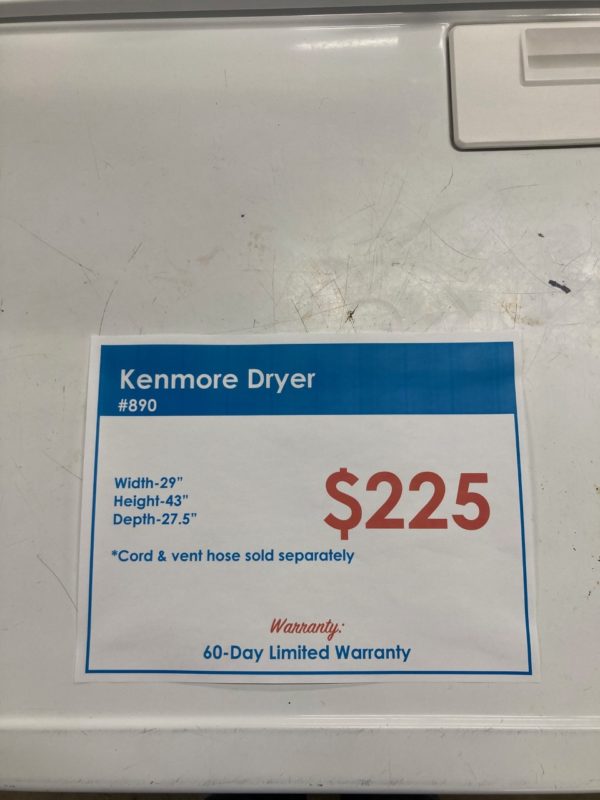 Kenmore Dryer
#890
Width-29”
Height-43”
Depth-27.5”
$225
*Cord & vent hose sold separately
Warranty:
60-Day Limited Warranty